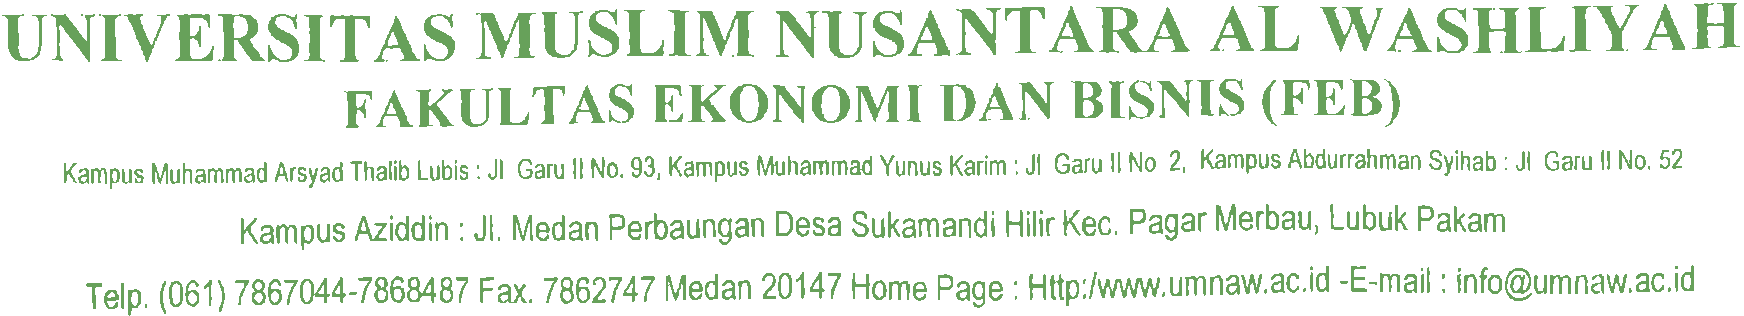 UNIVERSITAS MUSLIM NUSANTARA AL WASHLIYAH
FAKULTAS EKONOMI DAN BISNIS (FEB)
Kampus Muhammad Arsyad Thalib Lubis : Jl Garu II No. 93, Kampus Muhammad Yunus Karim : Jl Garu II No 2, Kampus Abdurrahman Syihab : Jl Garu II No. 52
Kampus Aziddin : Jl. Medan Perbaungan Desa Sukamandi Hilir Kec. Pagar Merbau, Lubuk Pakam
Telp. (061) 7867044-7868487 Fax. 7862747 Medan 20147 Home Page : Http:/www.umnaw.ac.id -E-mail : info@umnaw.ac.id